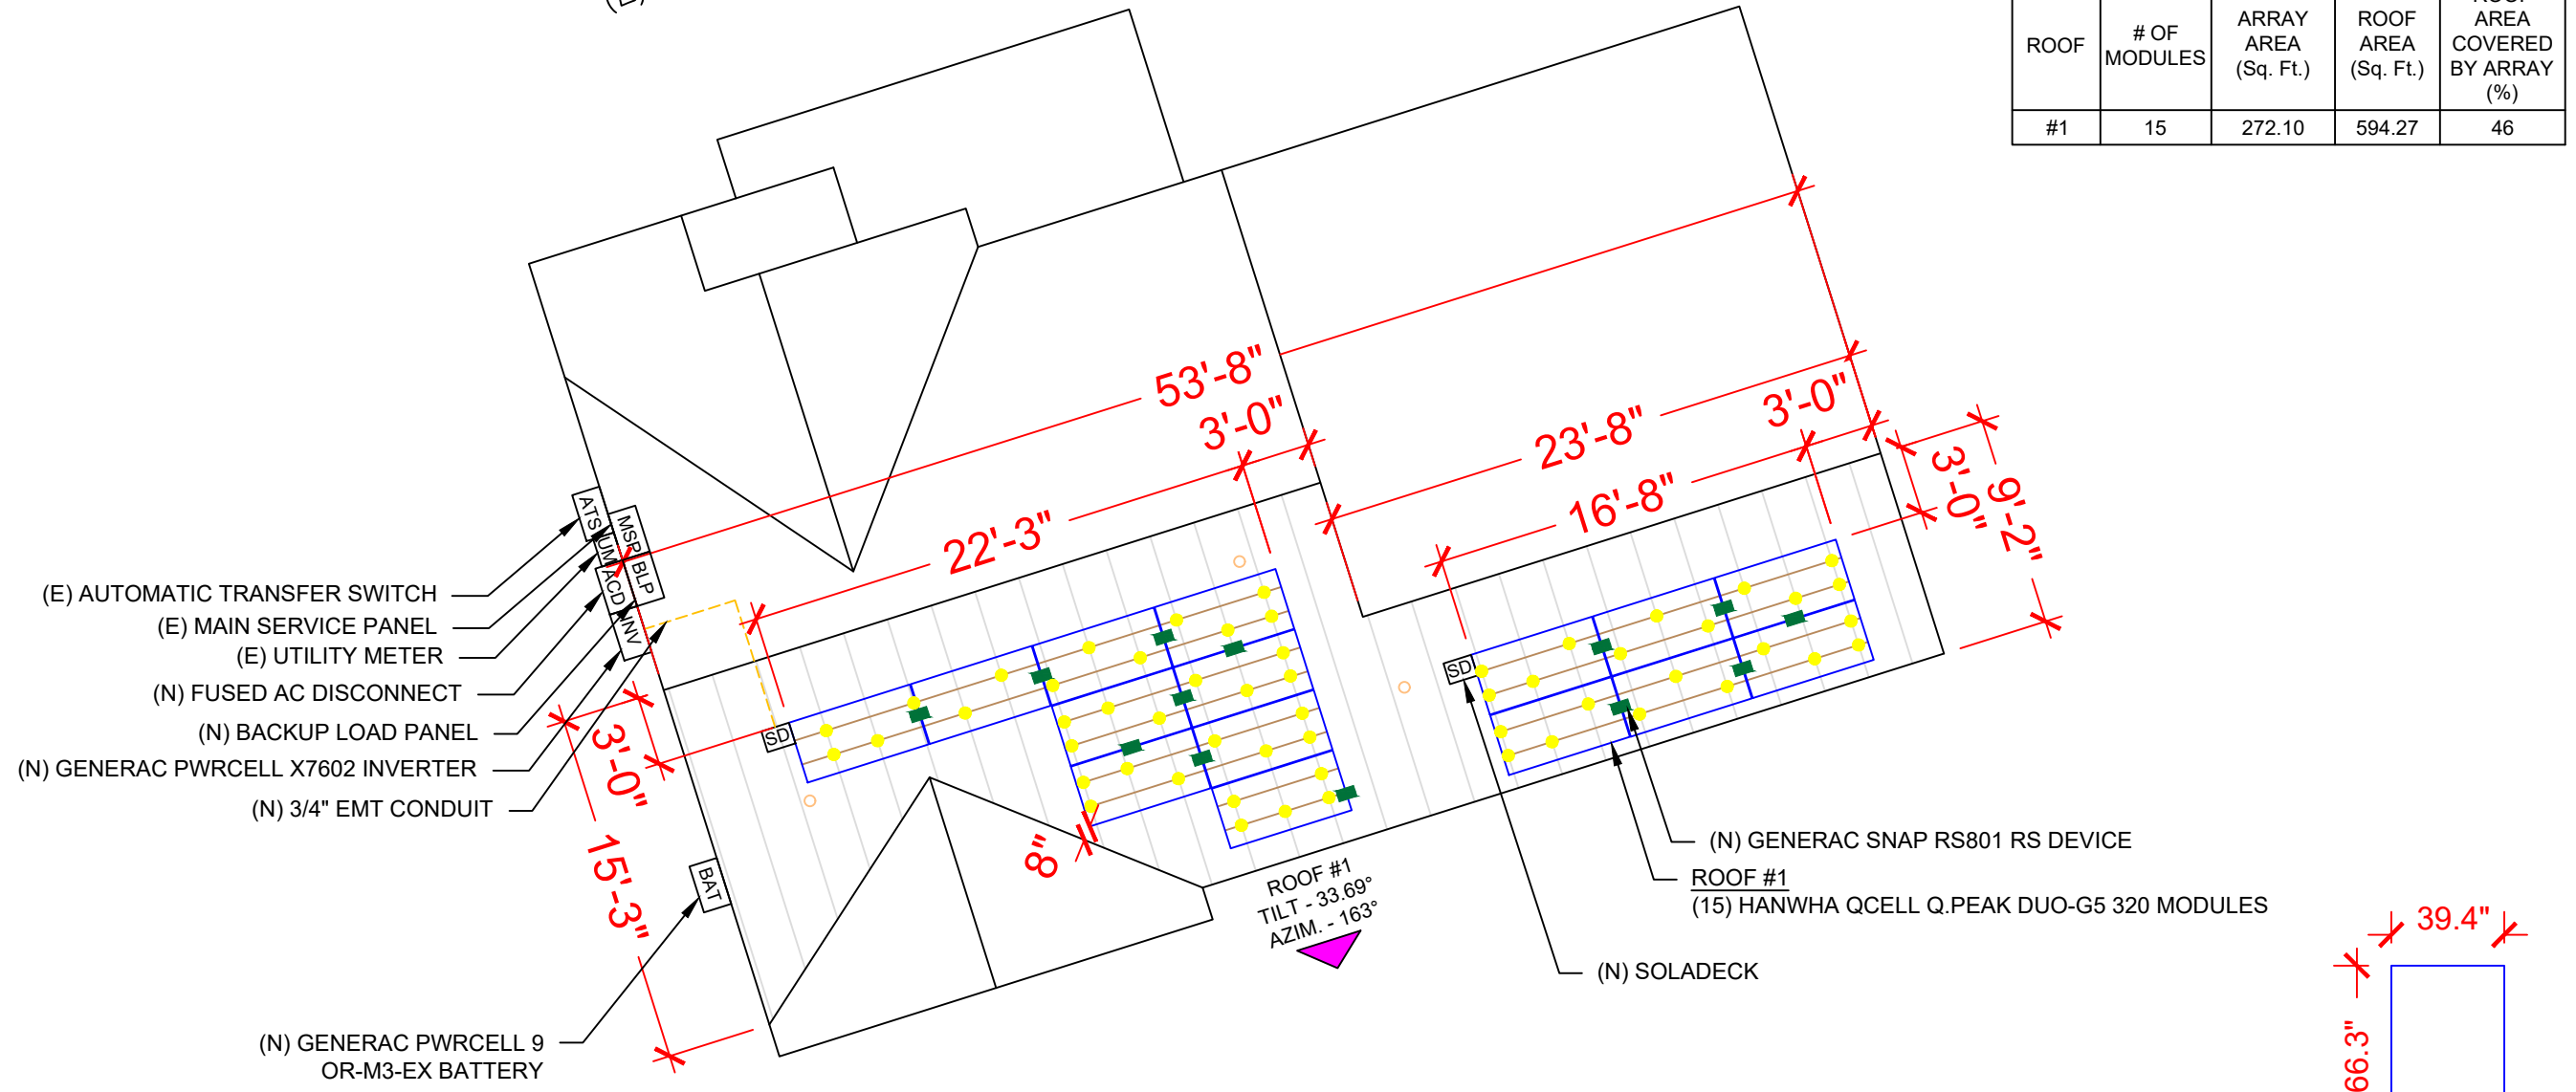 ROOF
# OF
MODULES
ARRAY
AREA
(Sq. Ft.)
ROOF
AREA
(Sq. Ft.)
AREA
COVERED
BY ARRAY
(%)
#1 15 272.10 594.27 46
53'-8"
3'-0"
22'-3"
23'-8"
3'-0"
16'-8"
3'-0"
9'-2"
ATS
MSP
UM
BLP
ACD
INV
(E) AUTOMATIC TRANSFER SWITCH
(E) MAIN SERVICE PANEL
(E) UTILITY METER
(N) FUSED AC DISCONNECT
(N) BACKUP LOAD PANEL
(N) GENERAC PWRCELL X7602 INVERTER
(N) 3/4" EMT CONDUIT
SD
SD
3'-0"
15'-3"
8"
BAT
ROOF #1
TILT - 33.69°
AZIM. - 163°
(N) GENERAC SNAP RS801 RS DEVICE
ROOF #1
(15) HANWHA QCELL Q.PEAK DUO-G5 320 MODULES
(N) SOLADECK
(N) GENERAC PWRCELL 9
OR-M3-EX BATTERY
39.4"
66.3"